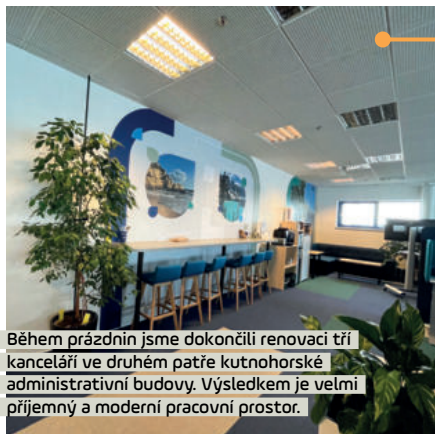 Během prázdnin jsme dokončili renovaci tří
kanceláří ve druhém patře kutnohorské
administrativní budovy. Výsledkem je velmi
příjemný a moderní pracovní prostor.